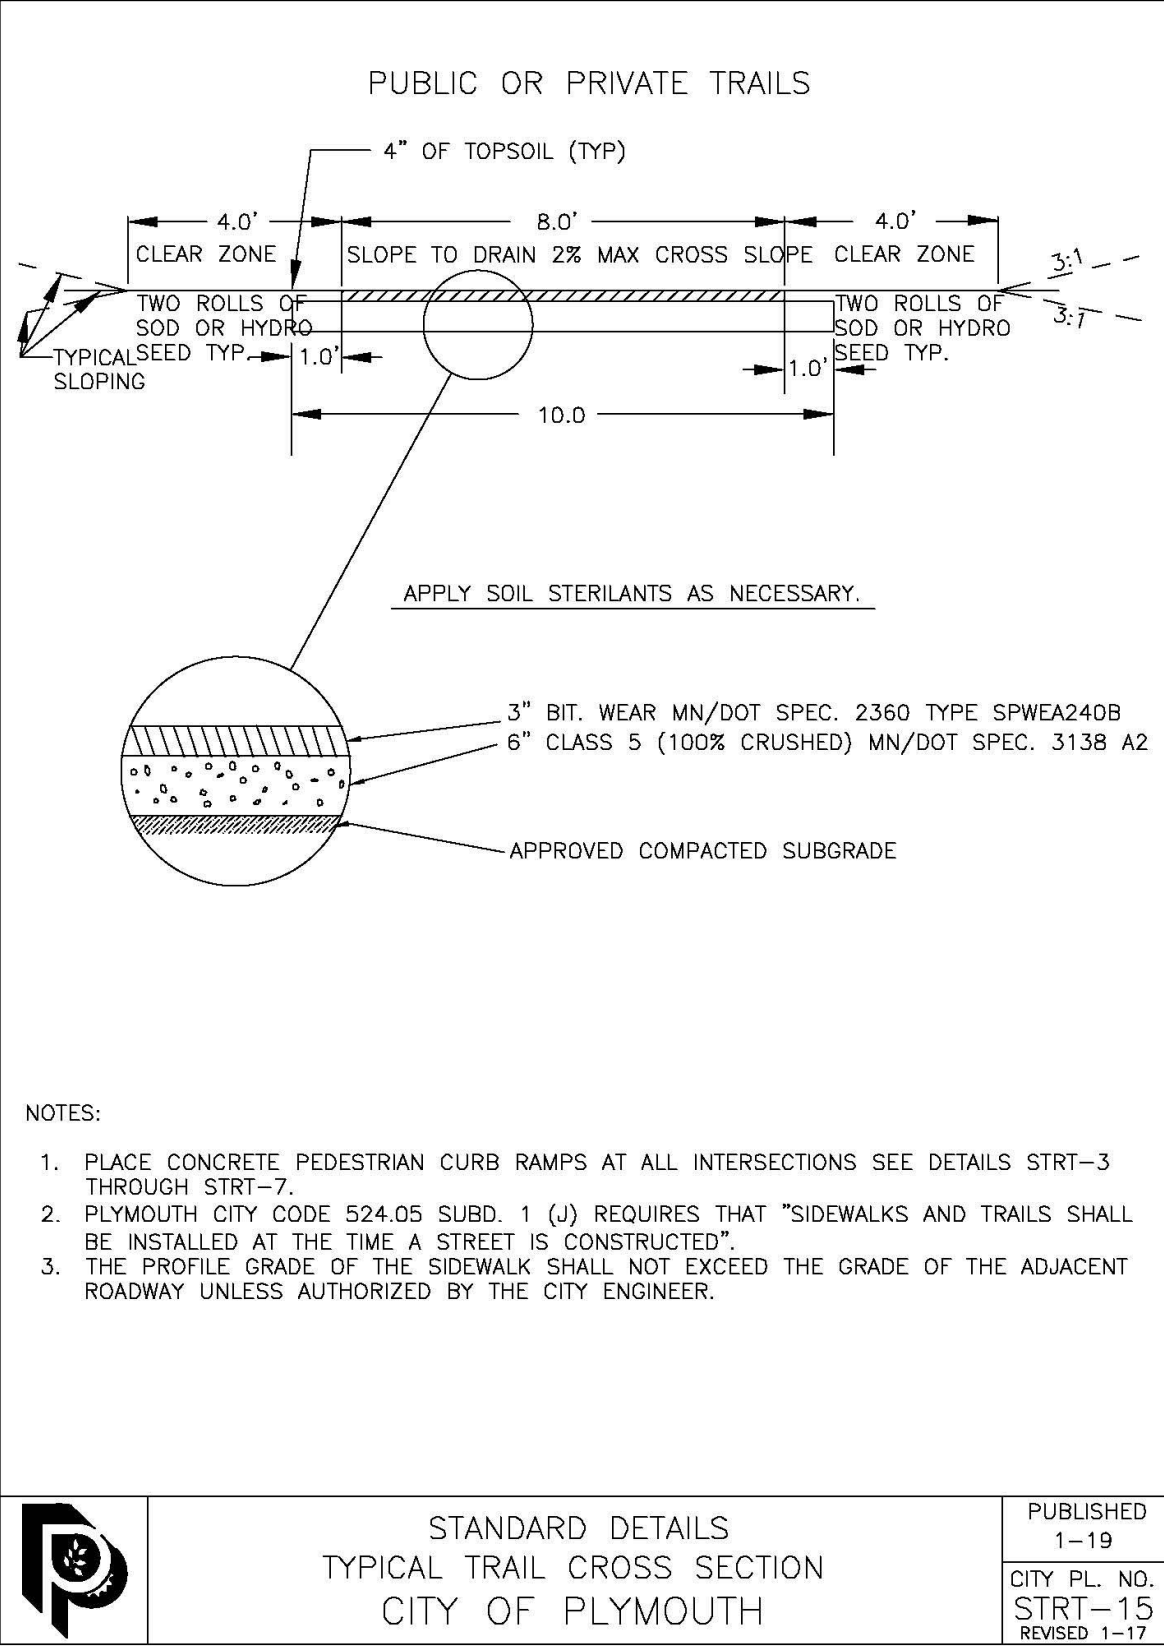 PUBLIC OR PRIVATE TRAILS
4" OF TOPSOIL (TYP)
4.0'
8.0'
4.0'
CLEAR ZONE
SLOPE TO DRAIN 2% MAX CROSS SLOPE
CLEAR ZONE
3:1
TWO ROLLS OF
SOD OR HYDRO
SEED TYP.
TWO ROLLS OF
SOD OR HYDRO
SEED TYP.
3:1
TYPICAL
SLOPING
1.0'
1.0'
10.0
APPLY SOIL STERILANTS AS NECESSARY.
3" BIT. WEAR MN/DOT SPEC. 2360 TYPE SPWEA240B
6" CLASS 5 (100% CRUSHED) MN/DOT SPEC. 3138 A2
APPROVED COMPACTED SUBGRADE
NOTES:
1. PLACE CONCRETE PEDESTRIAN CURB RAMPS AT ALL INTERSECTIONS SEE DETAILS STRT-3
THROUGH STRT-7.
2. PLYMOUTH CITY CODE 524.05 SUBD. 1 (J) REQUIRES THAT "SIDEWALKS AND TRAILS SHALL
BE INSTALLED AT THE TIME A STREET IS CONSTRUCTED".
3. THE PROFILE GRADE OF THE SIDEWALK SHALL NOT EXCEED THE GRADE OF THE ADJACENT
ROADWAY UNLESS AUTHORIZED BY THE CITY ENGINEER.
STANDARD DETAILS
TYPICAL TRAIL CROSS SECTION
CITY OF PLYMOUTH
PUBLISHED
1-19
CITY PL. NO.
STRT-15
REVISED 1-17